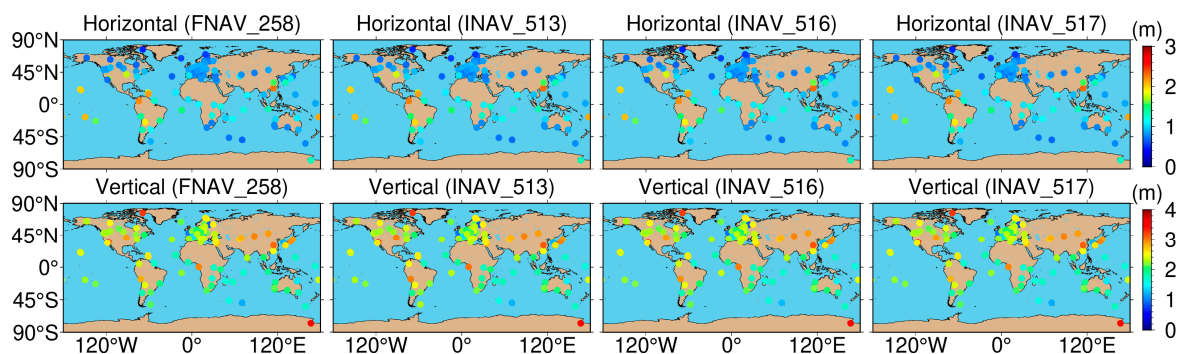 Horizontal (FNAV_258) Horizontal (INAV_513) Horizontal (INAV_516) Horizontal (INAV_517) (m)
90°N 3
45°N 2
0°
45°S 1
90°S 0
Vertical (FNAV_258) Vertical (INAV_513) Vertical (INAV_516) Vertical (INAV_517) (m)
90°N 4
45°N 3
0° 2
45°S 1
90°S 0
120°W 0° 120°E 120°W 0° 120°E 120°W 0° 120°E 120°W 0° 120°E